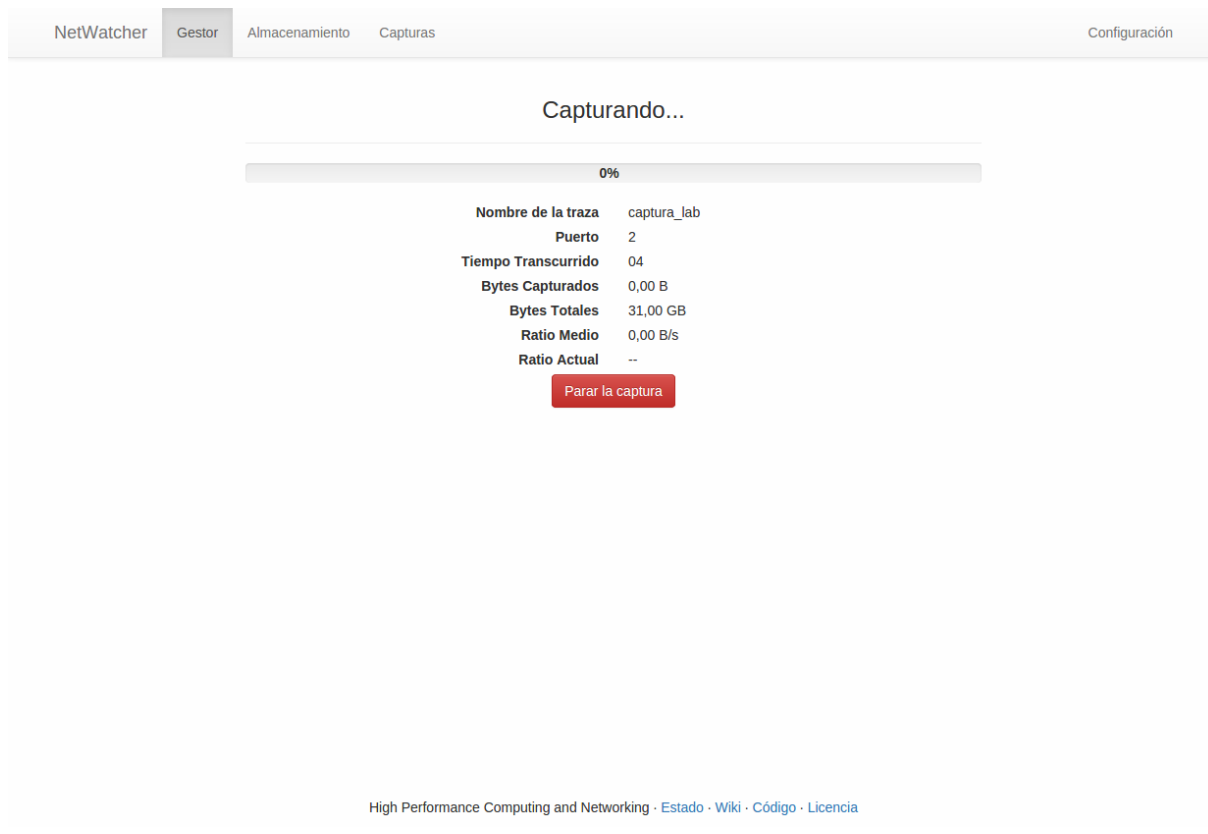 NetWatcher Gestor Almacenamiento Capturas Configuración
Capturando...
0%
Nombre de la traza captura_lab
Puerto 2
Tiempo Transcurrido 04
Bytes Capturados 0,00 B
Bytes Totales 31,00 GB
Ratio Medio 0,00 B/s
Ratio Actual --
Parar la captura
High Performance Computing and Networking · Estado · Wiki · Código · Licencia